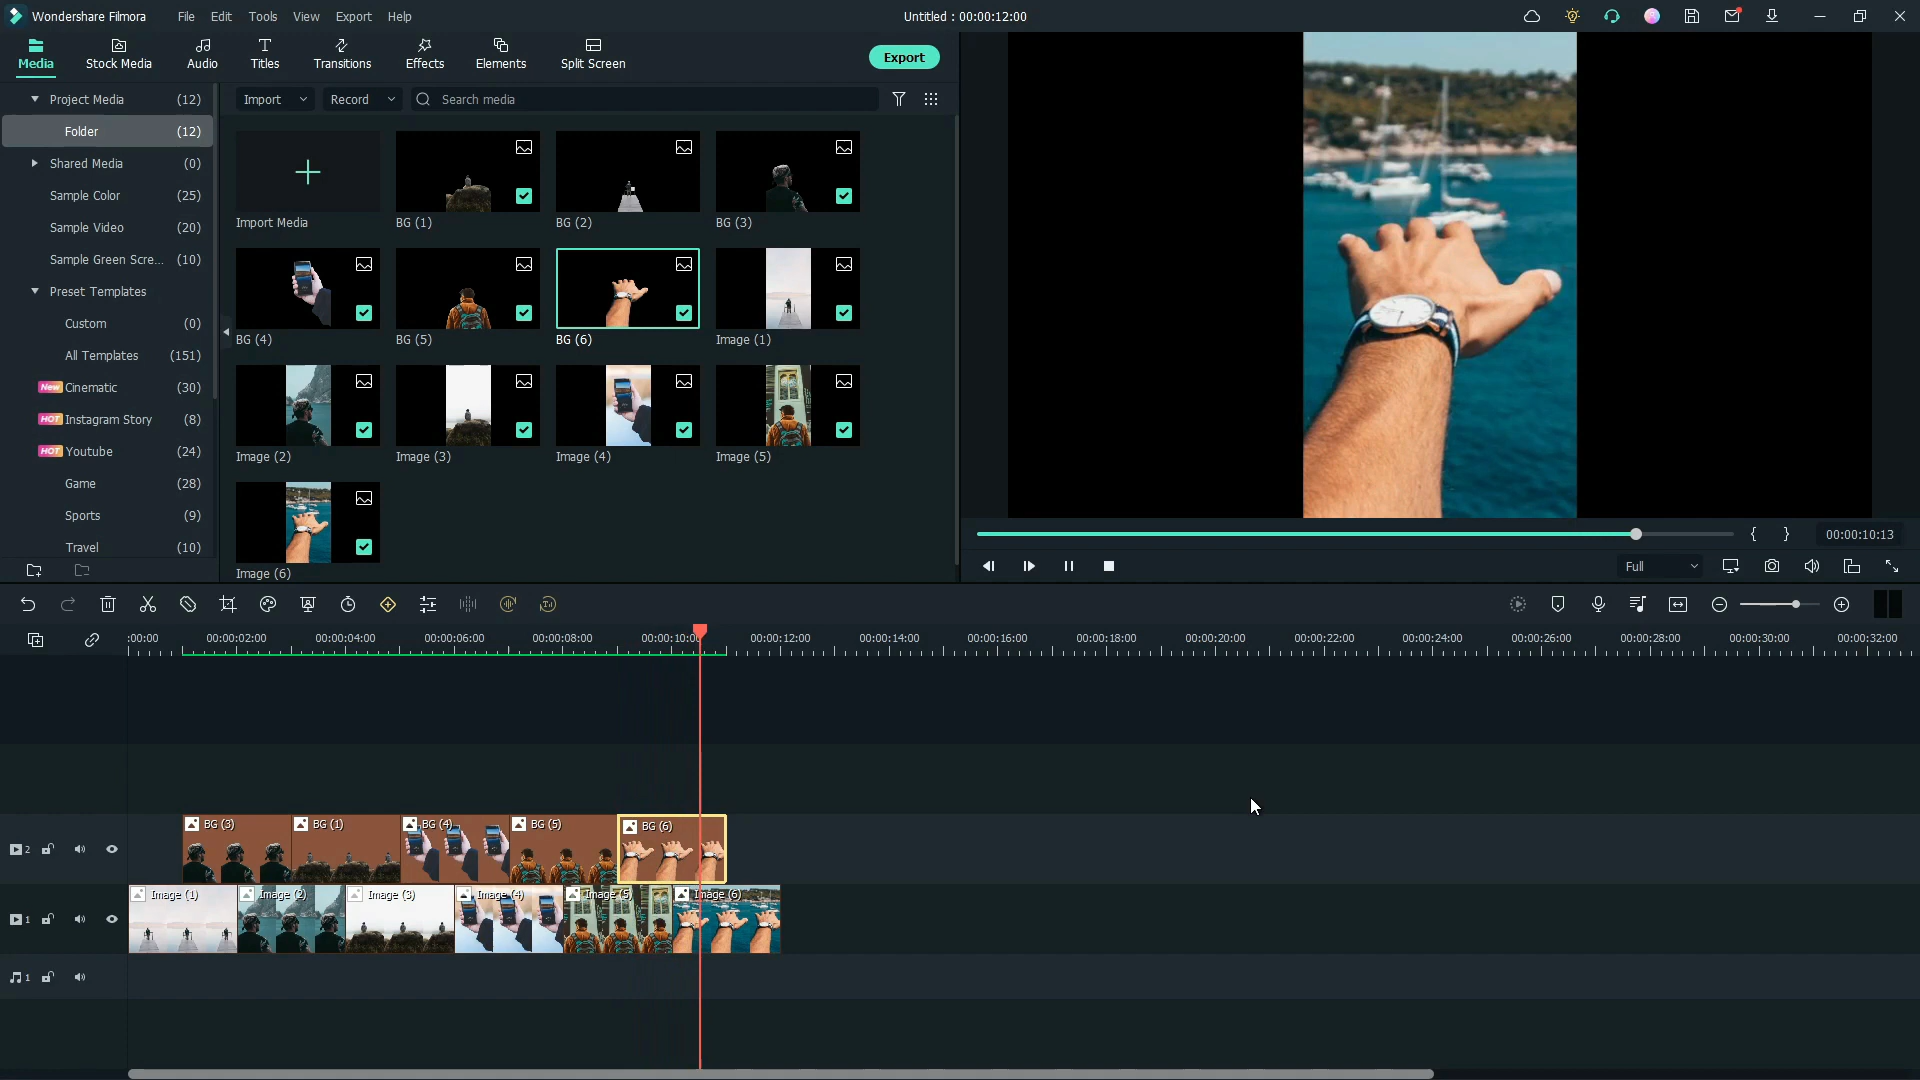 Wondershare Filmora File Edit Tools View Export Help Untitled : 00:00:12:00
Media Stock Media Audio Titles Transitions Effects Elements Split Screen Export
Project Media (12)
Folder (12)
Shared Media (0)
Sample Color (25)
Sample Video (20)
Sample Green Scre... (10)
Preset Templates
Custom (0)
All Templates (151)
New Cinematic (30)
HOT Instagram Story (8)
HOT Youtube (24)
Game (28)
Sports (9)
Travel (10)
Import Record Search media
Import Media BG (1) BG (2) BG (3)
BG (4) BG (5) BG (6) Image (1)
Image (2) Image (3) Image (4) Image (5)
Image (6)
{ } 00:00:10:13
Full
:00:00 00:00:02:00 00:00:04:00 00:00:06:00 00:00:08:00 00:00:10:00 00:00:12:00 00:00:14:00 00:00:16:00 00:00:18:00 00:00:20:00 00:00:22:00 00:00:24:00 00:00:26:00 00:00:28:00 00:00:30:00 00:00:32:00
2 BG (3) BG (1) BG (4) BG (5) BG (6)
1 Image (1) Image (2) Image (3) Image (4) Image (5) Image (6)
1